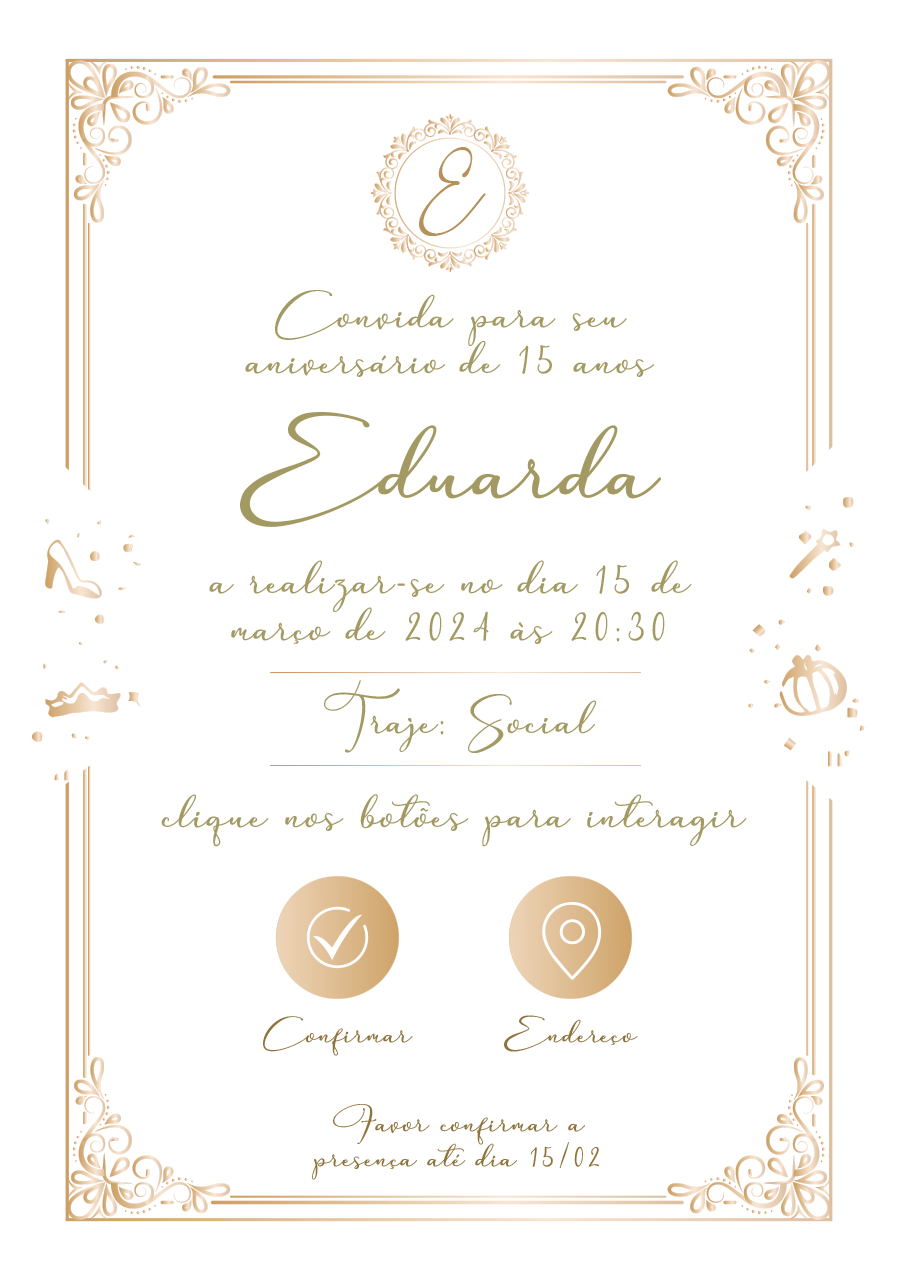 E
Convida para seu
aniversário de 15 anos
Eduarda
a realizar-se no dia 15 de
março de 2024 às 20:30
Traje: Social
clique nos botões para interagir
Confirmar
Endereço
Favor confirmar a
presença até dia 15/02